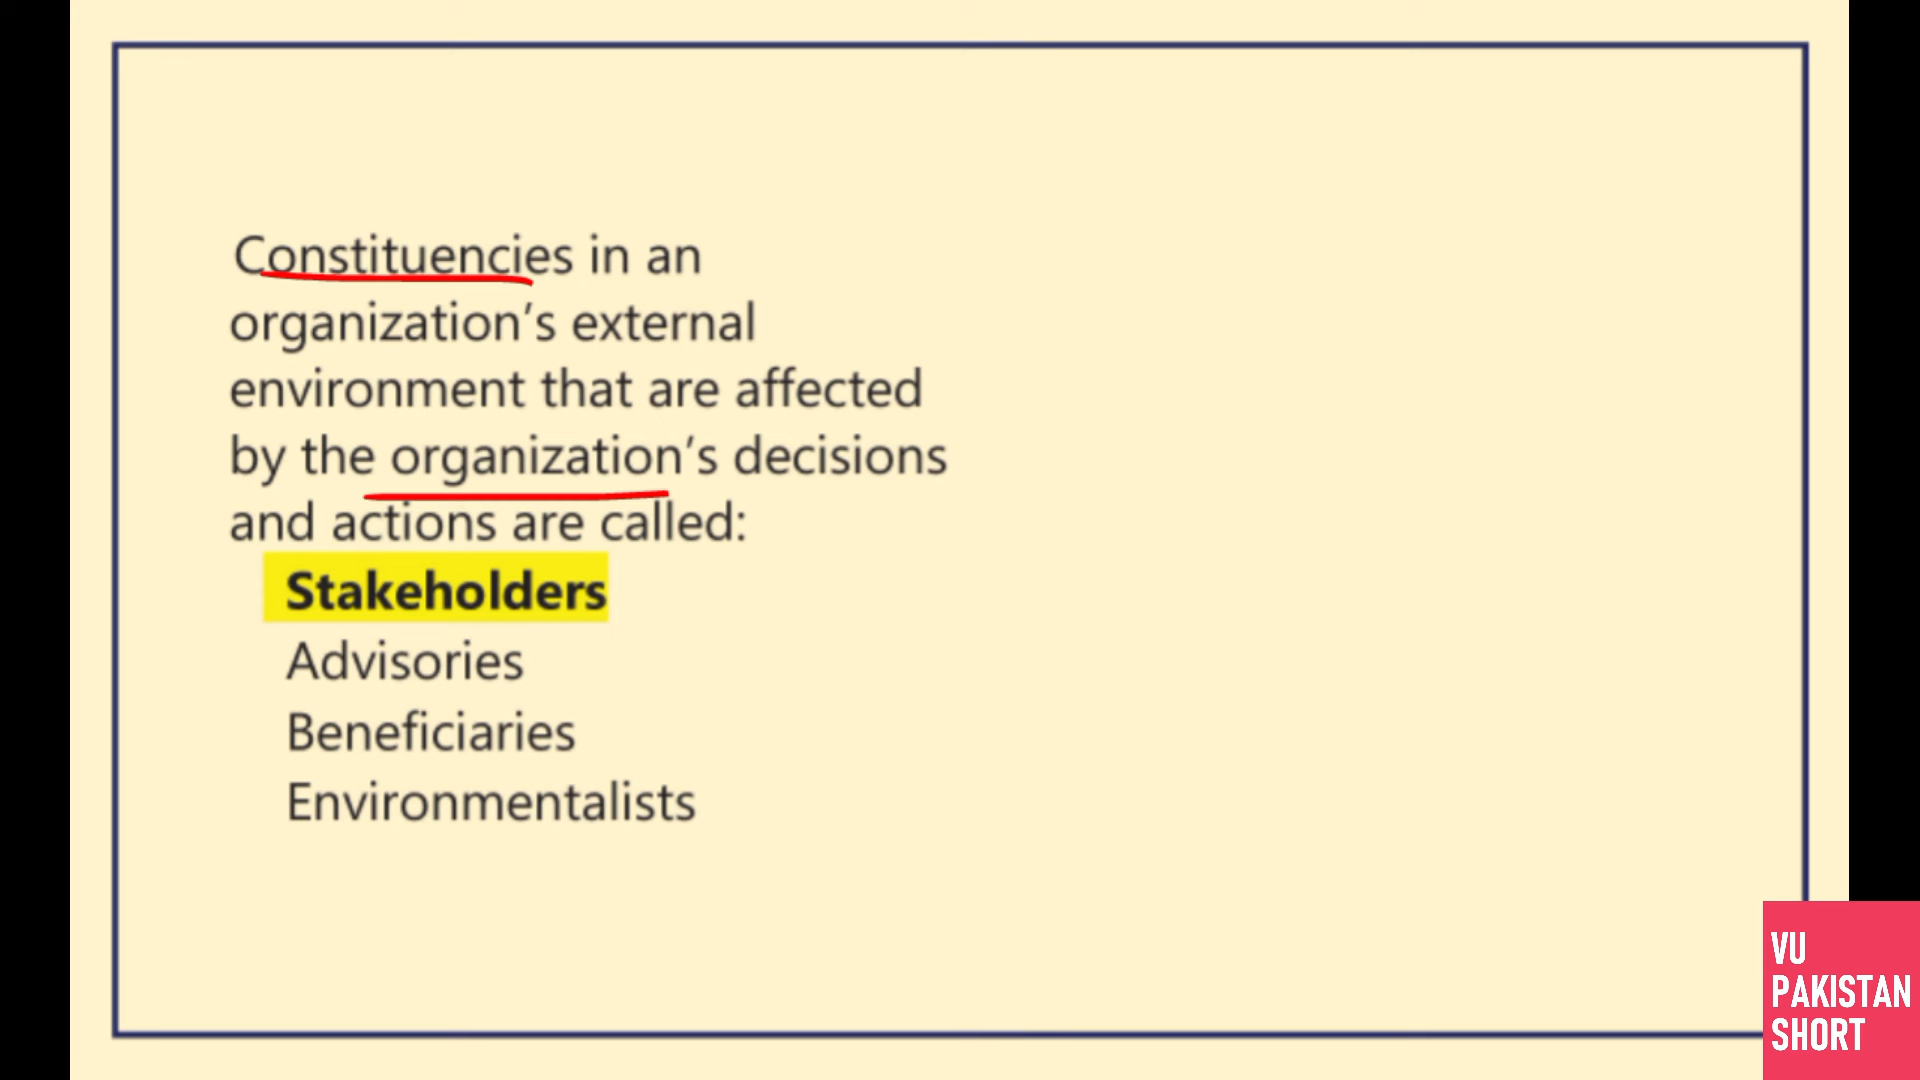 Constituencies in an
organization’s external
environment that are affected
by the organization’s decisions
and actions are called:
Stakeholders
Advisories
Beneficiaries
Environmentalists
VU
PAKISTAN
SHORT